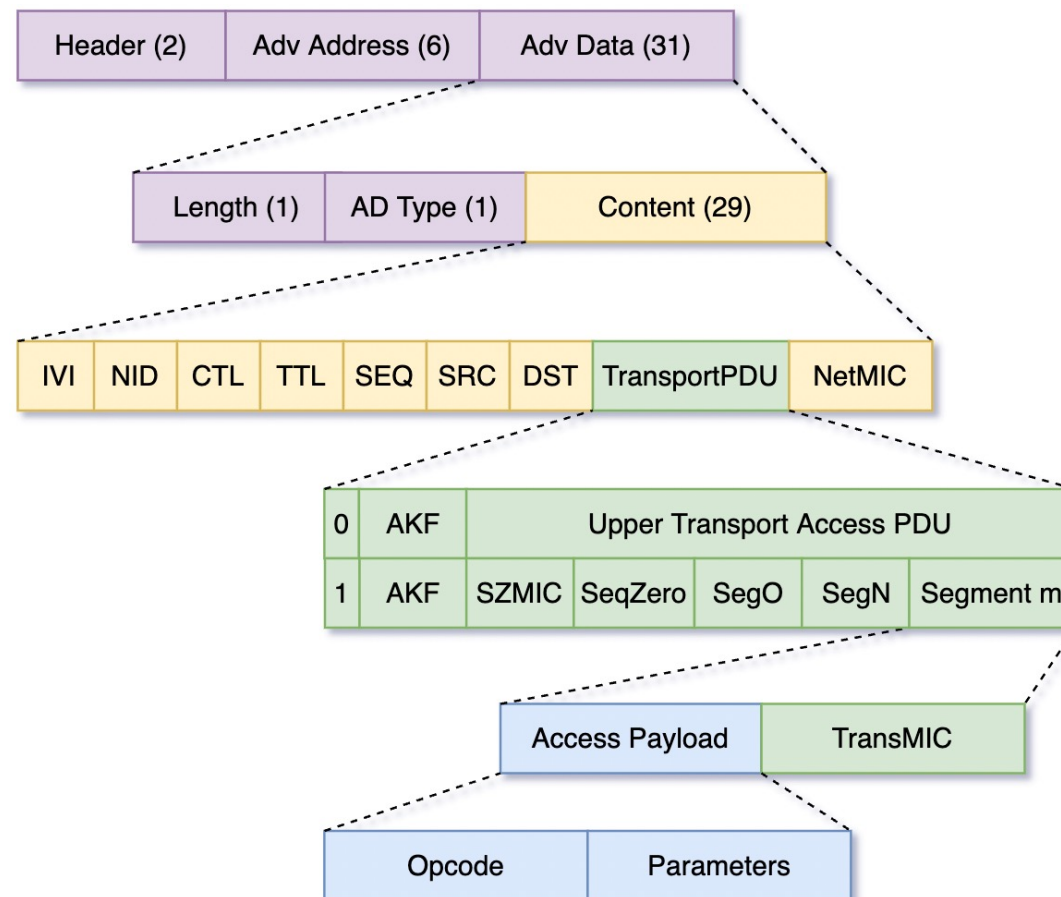 Header (2) Adv Address (6) Adv Data (31)
Length (1) AD Type (1) Content (29)
IVI NID CTL TTL SEQ SRC DST TransportPDU NetMIC
0 AKF Upper Transport Access PDU
1 AKF SZMIC SeqZero SegO SegN Segment m
Access Payload TransMIC
Opcode Parameters